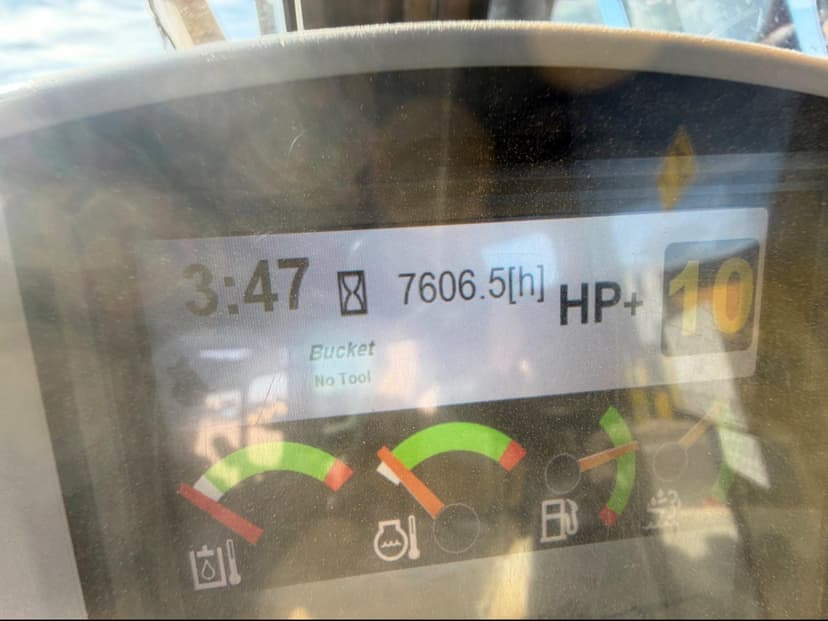 3:47 7606.5[h] HP+ 10
Bucket
No Tool